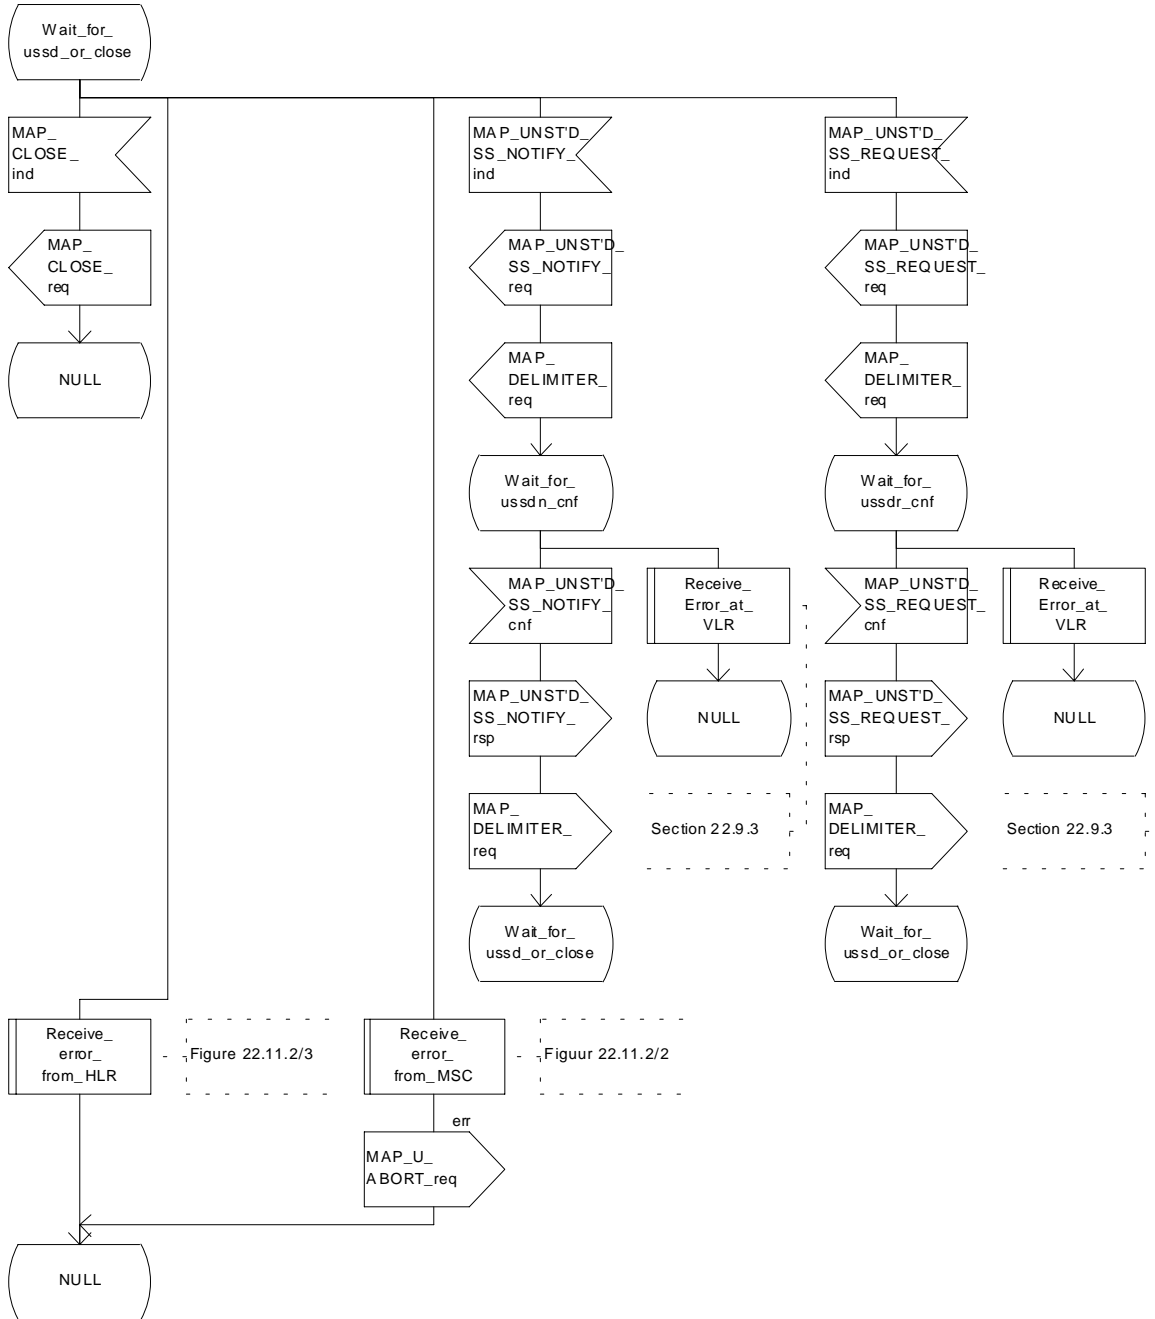 Wait_for_
ussd_or_close
MAP_
CLOSE_
ind
MAP_UNST'D_
SS_NOTIFY_
ind
MAP_UNST'D_
SS_REQUEST_
ind
MAP_
CLOSE_
req
MAP_UNST'D_
SS_NOTIFY_
req
MAP_UNST'D_
SS_REQUEST_
req
NULL
MAP_
DELIMITER_
req
MAP_
DELIMITER_
req
Wait_for_
ussdn_cnf
Wait_for_
ussdr_cnf
MAP_UNST'D_
SS_NOTIFY_
cnf
Receive_
Error_at_
VLR
MAP_UNST'D_
SS_REQUEST_
cnf
Receive_
Error_at_
VLR
MAP_UNST'D_
SS_NOTIFY_
rsp
NULL
MAP_UNST'D_
SS_REQUEST_
rsp
NULL
MAP_
DELIMITER_
req
Section 22.9.3
MAP_
DELIMITER_
req
Section 22.9.3
Wait_for_
ussd_or_close
Wait_for_
ussd_or_close
Receive_
error_
from_HLR
Figure 22.11.2/3
Receive_
error_
from_MSC
Figuur 22.11.2/2
err
MAP_U_
ABORT_req
NULL